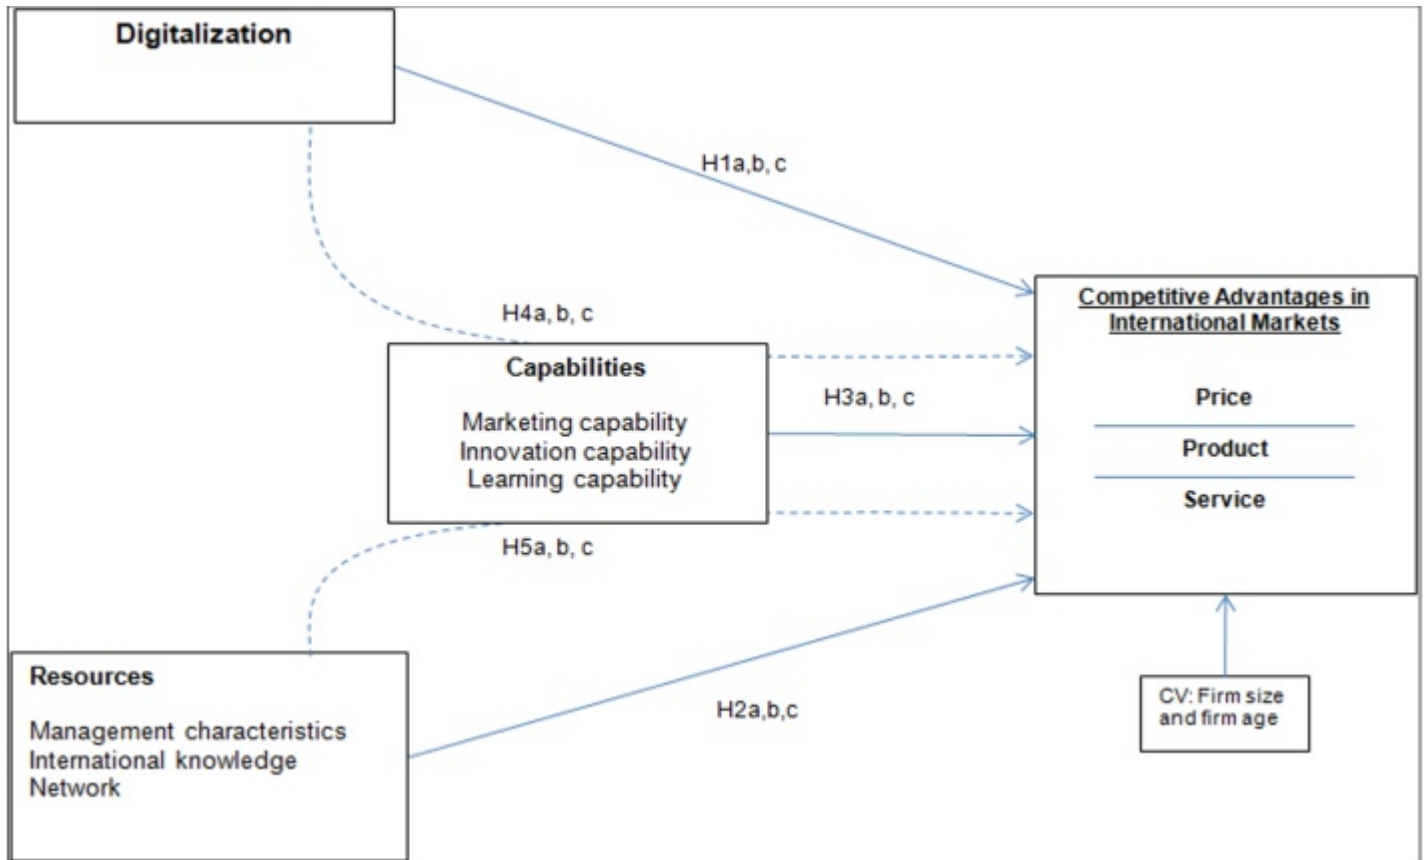 Digitalization
H1a,b, c
H4a, b, c
Capabilities
Marketing capability
Innovation capability
Learning capability
H3a, b, c
Competitive Advantages in
International Markets
Price
Product
Service
H5a, b, c
Resources
Management characteristics
International knowledge
Network
H2a,b,c
CV: Firm size
and firm age